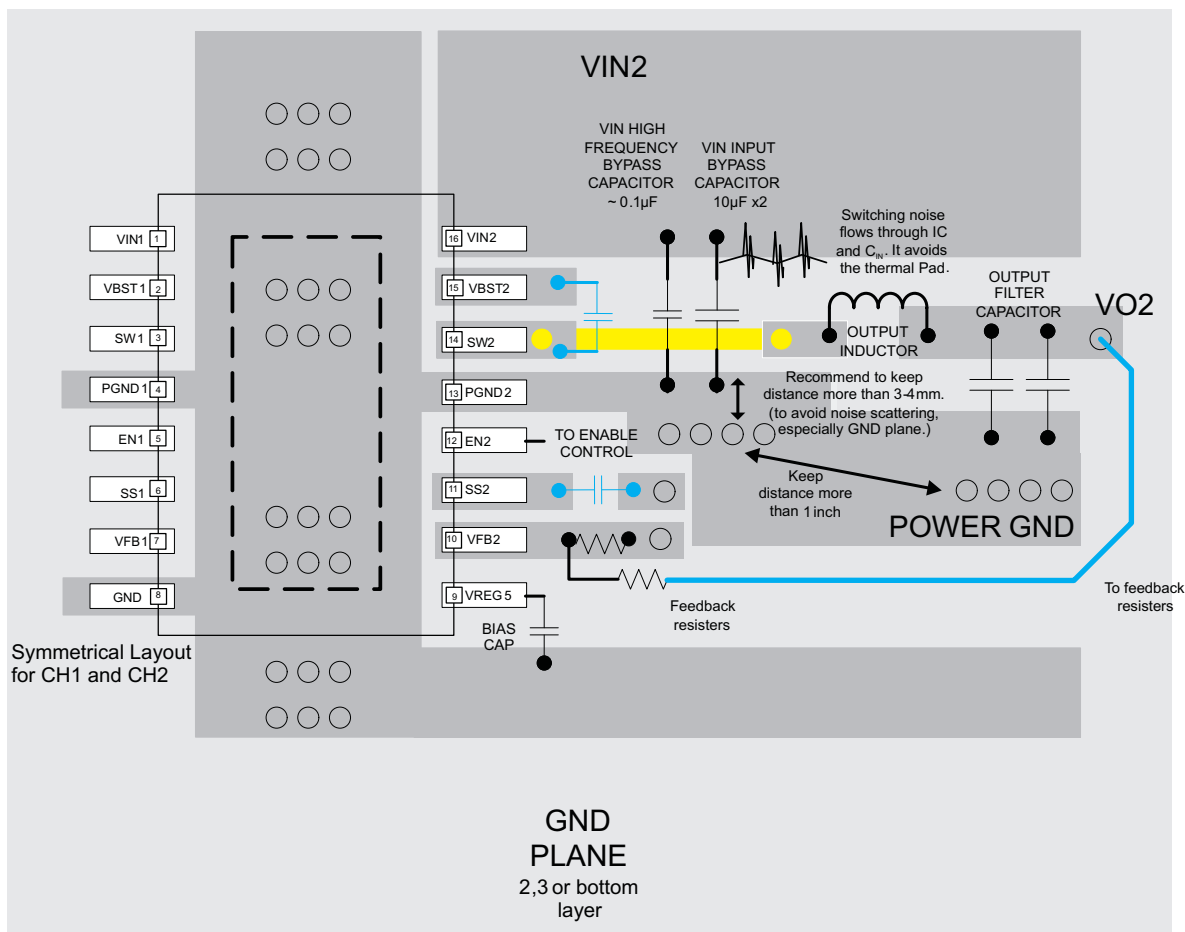 VIN2
VIN HIGH
FREQUENCY
BYPASS
CAPACITOR
~ 0.1µF
VIN INPUT
BYPASS
CAPACITOR
10µF x2
Switching noise
flows through IC
and CIN. It avoids
the thermal Pad.
OUTPUT
FILTER
CAPACITOR
VO2
OUTPUT
INDUCTOR
Recommend to keep
distance more than 3-4mm.
(to avoid noise scattering,
especially GND plane.)
Keep
distance more
than 1 inch
POWER GND
To feedback
resisters
VIN1 1
VBST1 2
SW1 3
PGND1 4
EN1 5
SS1 6
VFB1 7
GND 8
16 VIN2
15 VBST2
14 SW2
13 PGND2
12 EN2
11 SS2
10 VFB2
9 VREG5
TO ENABLE
CONTROL
Feedback
resisters
BIAS
CAP
Symmetrical Layout
for CH1 and CH2
GND
PLANE
2,3 or bottom
layer